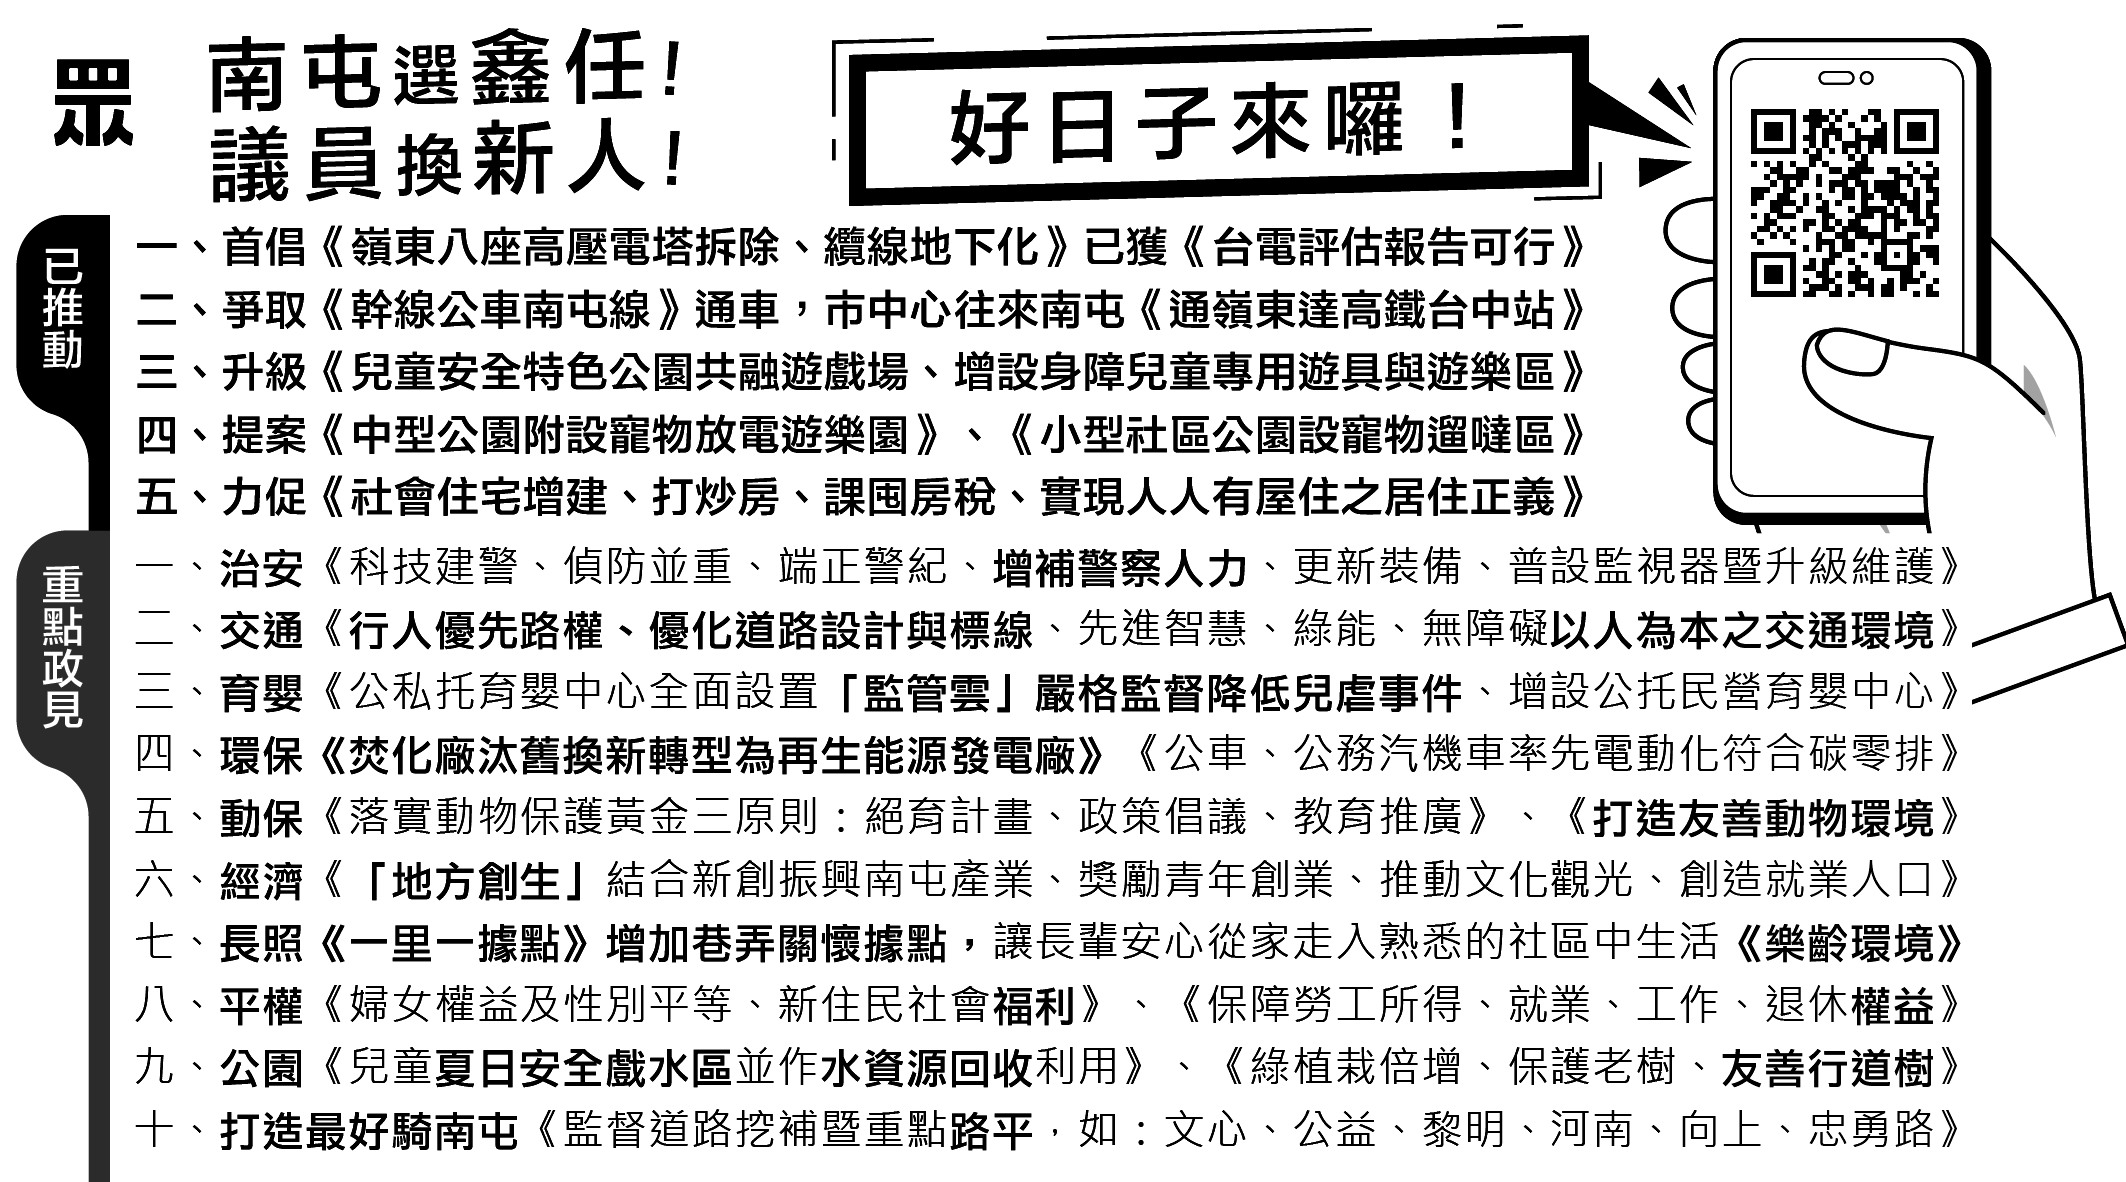 眾
南屯選鑫任!
議員換新人!
好日子來囉！
已推動
一、首倡《嶺東八座高壓電塔拆除、纜線地下化》已獲《台電評估報告可行》
二、爭取《幹線公車南屯線》通車，市中心往來南屯《通嶺東達高鐵台中站》
三、升級《兒童安全特色公園共融遊戲場、增設身障兒童專用遊具與遊樂區》
四、提案《中型公園附設寵物放電遊樂園》、《小型社區公園設寵物遛噠區》
五、力促《社會住宅增建、打炒房、課囤房稅、實現人人有屋住之居住正義》
重點政見
一、治安《科技建警、偵防並重、端正警紀、增補警察人力、更新裝備、普設監視器暨升級維護》
二、交通《行人優先路權、優化道路設計與標線、先進智慧、綠能、無障礙以人為本之交通環境》
三、育嬰《公私托育嬰中心全面設置「監管雲」嚴格監督降低兒虐事件、增設公托民營育嬰中心》
四、環保《焚化廠汰舊換新轉型為再生能源發電廠》《公車、公務汽機車率先電動化符合碳零排》
五、動保《落實動物保護黃金三原則：絕育計畫、政策倡議、教育推廣》、《打造友善動物環境》
六、經濟《「地方創生」結合新創振興南屯產業、獎勵青年創業、推動文化觀光、創造就業人口》
七、長照《一里一據點》增加巷弄關懷據點，讓長輩安心從家走入熟悉的社區中生活《樂齡環境》
八、平權《婦女權益及性別平等、新住民社會福利》、《保障勞工所得、就業、工作、退休權益》
九、公園《兒童夏日安全戲水區並作水資源回收利用》、《綠植栽倍增、保護老樹、友善行道樹》
十、打造最好騎南屯《監督道路挖補暨重點路平，如：文心、公益、黎明、河南、向上、忠勇路》